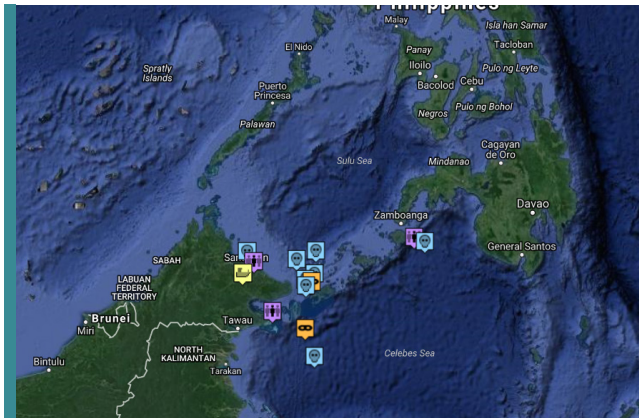 Philippines
Malay
Isla han Samar
Tacloban
Panay
Iloilo
Pulo ng Leyte
El Nido
Spratly
Islands
Bacolod
Cebu
Puerto
Princesa
Pulo ng Bohol
Negros
Palawan
Cagayan
de Oro
Sulu Sea
Mindanao
Zamboanga
Davao
General Santos
SABAH
LABUAN
FEDERAL
TERRITORY
Brunei
Miri
Tawau
NORTH
KALIMANTAN
Celebes Sea
Bintulu
Tarakan